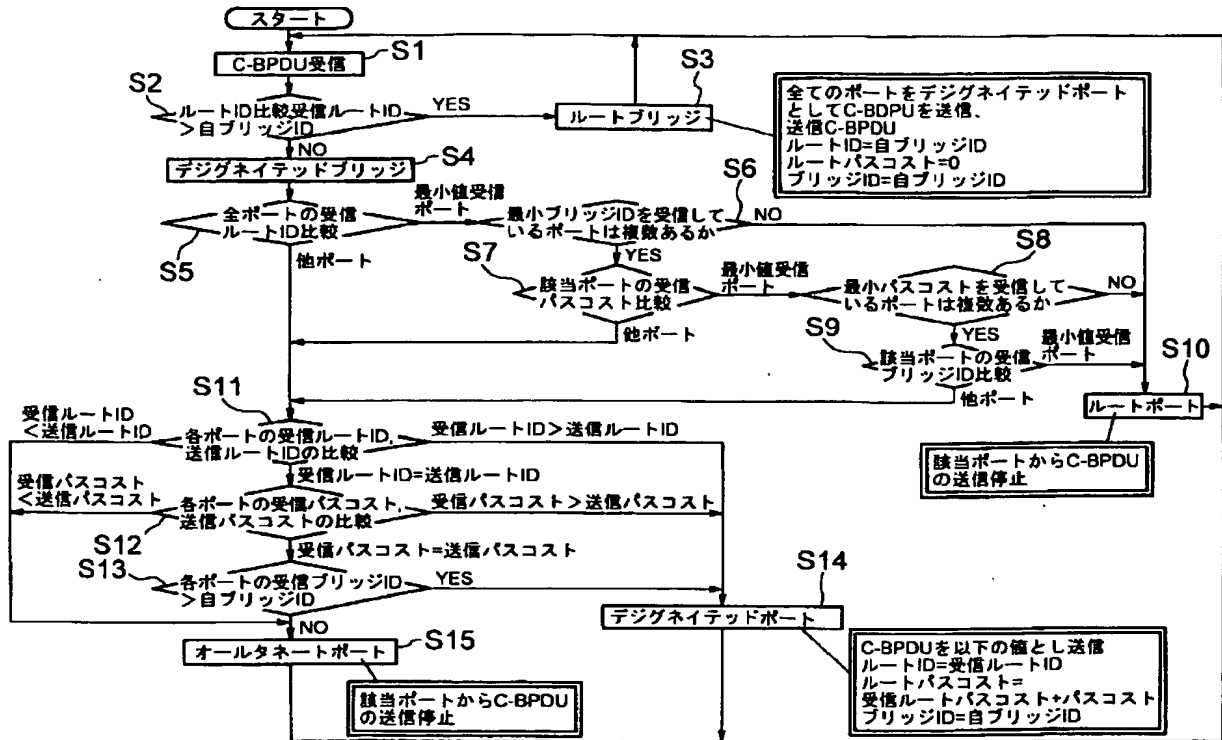 スタート
C-BPDU受信
S1
S2
ルートID比較受信ルートID
>自ブリッジID
YES
NO
ルートブリッジ
S3
全てのポートをデジグネイテッドポート
としてC-BDPUを送信、
送信C-BPDU
ルートID=自ブリッジID
ルートパスコスト=0
ブリッジID=自ブリッジID
デジグネイテッドブリッジ
S4
全ポートの受信
ルートID比較
S5
最小値受信
ポート
他ポート
最小ブリッジIDを受信して
いるポートは複数あるか
S6
NO
YES
S7
該当ポートの受信
パスコスト比較
最小値受信
ポート
他ポート
S8
最小パスコストを受信して
いるポートは複数あるか
NO
YES
S9
該当ポートの受信
ブリッジID比較
最小値受信
ポート
他ポート
S10
ルートポート
該当ポートからC-BPDU
の送信停止
S11
各ポートの受信ルートID,
送信ルートIDの比較
受信ルートID
<送信ルートID
受信ルートID>送信ルートID
受信ルートID=送信ルートID
受信パスコスト
<送信パスコスト
各ポートの受信パスコスト,
送信パスコストの比較
受信パスコスト>送信パスコスト
S12
受信パスコスト=送信パスコスト
S13
各ポートの受信ブリッジID
>自ブリッジID
YES
NO
S14
デジグネイテッドポート
C-BPDUを以下の値とし送信
ルートID=受信ルートID
ルートパスコスト=
受信ルートパスコスト+パスコスト
ブリッジID=自ブリッジID
オールタネートポート
S15
該当ポートからC-BPDU
の送信停止